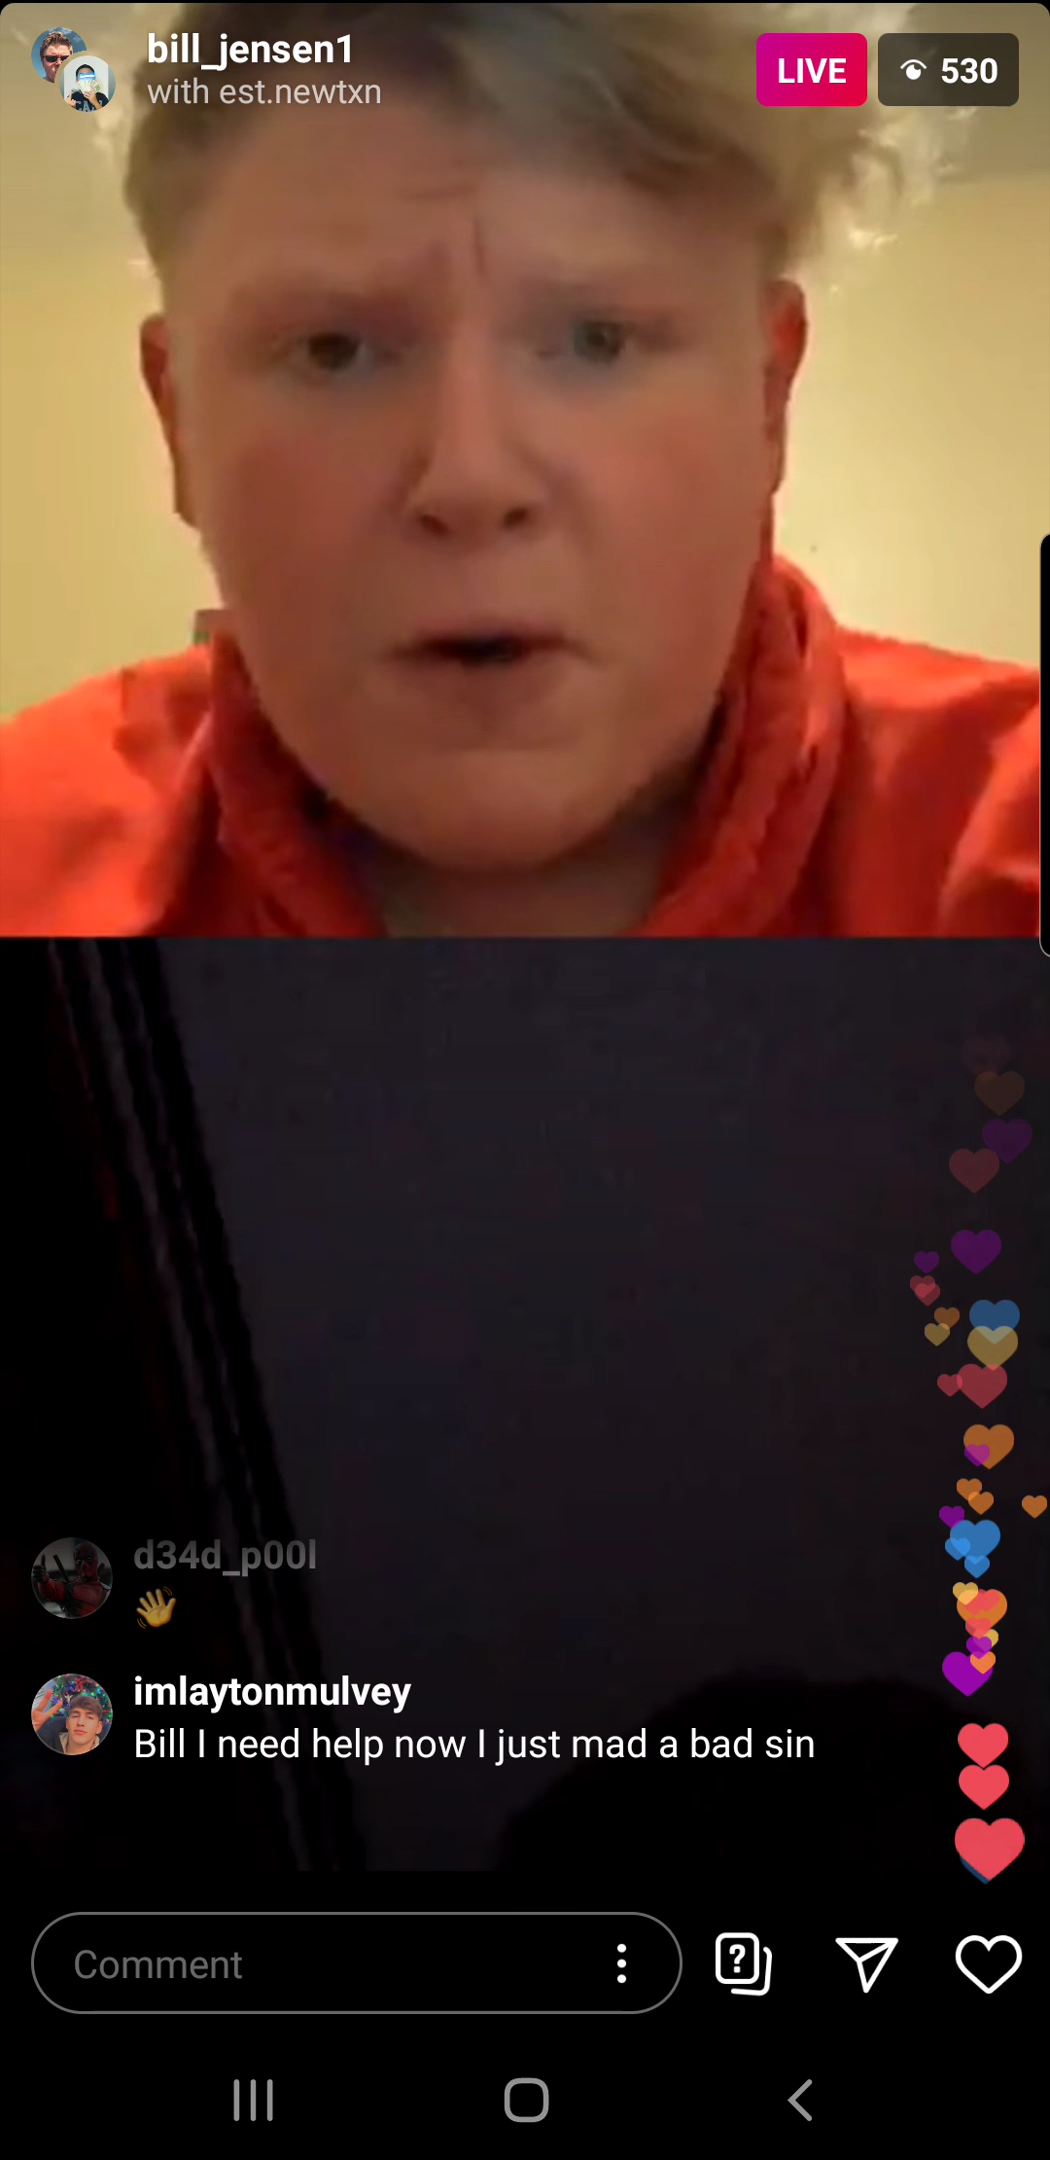 bill_jensen1
with est.newtxn
LIVE
530
d34d_p00l
👋
imlaytonmulvey
Bill I need help now I just mad a bad sin
Comment
?